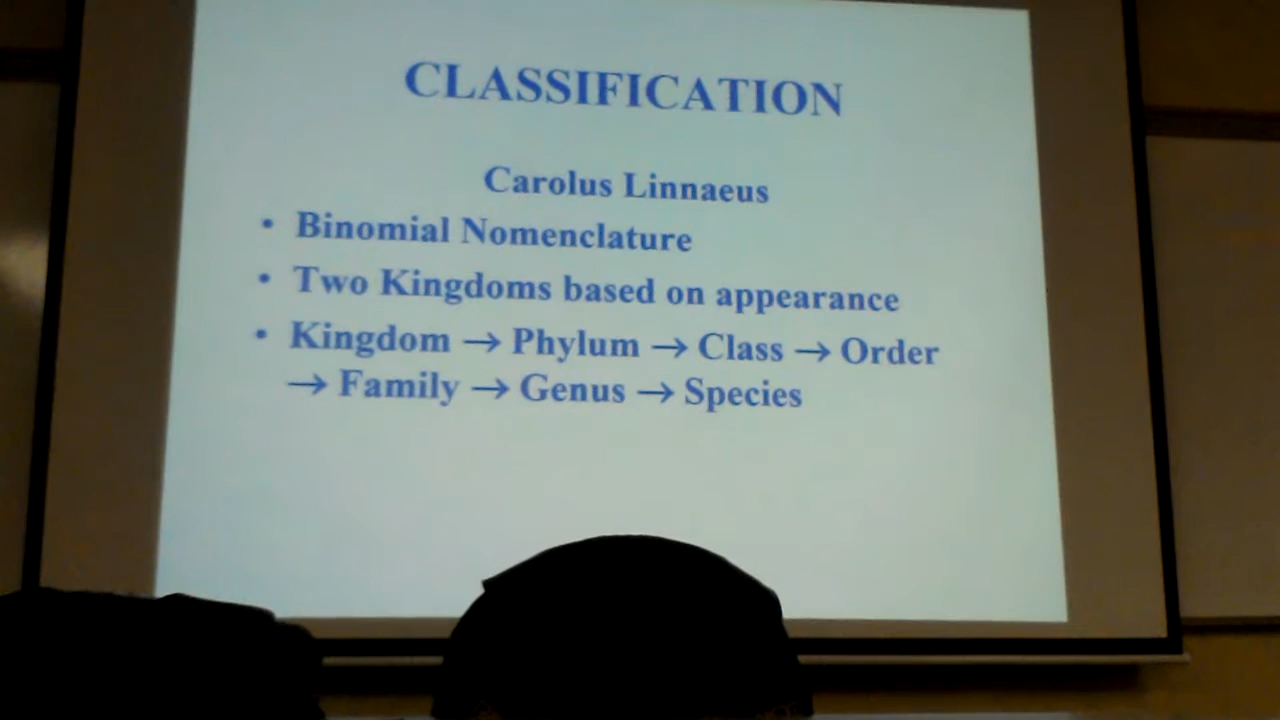 CLASSIFICATION
Carolus Linnaeus
• Binomial Nomenclature
• Two Kingdoms based on appearance
• Kingdom → Phylum → Class → Order
→ Family → Genus → Species